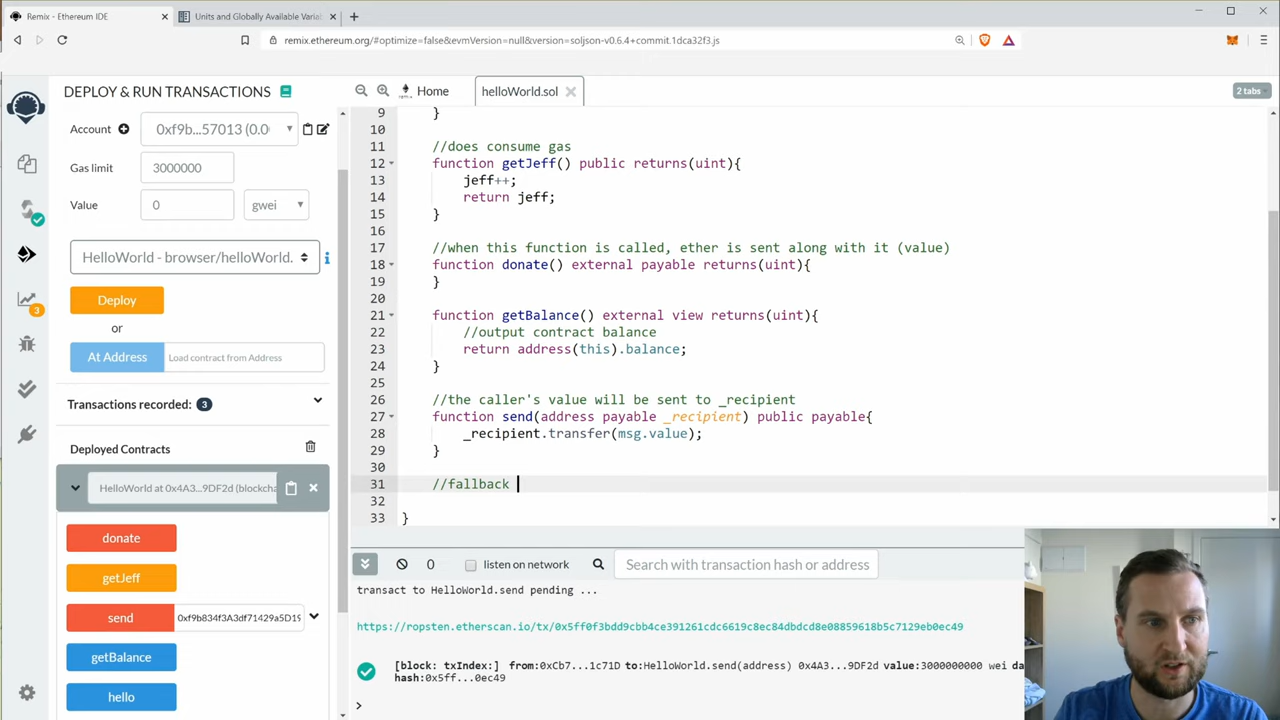 Remix - Ethereum IDE
Units and Globally Available Varia
remix.ethereum.org/#optimize=false&evmVersion=null&version=soljson-v0.6.4+commit.1dca32f3.js
DEPLOY & RUN TRANSACTIONS
Home
helloWorld.sol
2 tabs
Account
0xf9b...57013 (0.0
Gas limit
3000000
Value
0
gwei
HelloWorld - browser/helloWorld.
Deploy
or
At Address
Load contract from Address
Transactions recorded: 3
Deployed Contracts
HelloWorld at 0x4A3...9DF2d (blockcha
donate
getJeff
send
0xf9b834f3A3df71429a5D19
getBalance
hello
3
9 }
10
11 //does consume gas
12 function getJeff() public returns(uint){
13 jeff++;
14 return jeff;
15 }
16
17 //when this function is called, ether is sent along with it (value)
18 function donate() external payable returns(uint){
19 }
20
21 function getBalance() external view returns(uint){
22 //output contract balance
23 return address(this).balance;
24 }
25
26 //the caller's value will be sent to _recipient
27 function send(address payable _recipient) public payable{
28 _recipient.transfer(msg.value);
29 }
30
31 //fallback
32
33 }
0
listen on network
Search with transaction hash or address
transact to HelloWorld.send pending ...
https://ropsten.etherscan.io/tx/0x5ff0f3bdd9cbb4ce391261cdc6619c8ec84dbdcd8e08859618b5c7129eb0ec49
[block: txIndex:] from:0xCb7...1c71D to:HelloWorld.send(address) 0x4A3...9DF2d value:3000000000 wei da
hash:0x5ff...0ec49
>